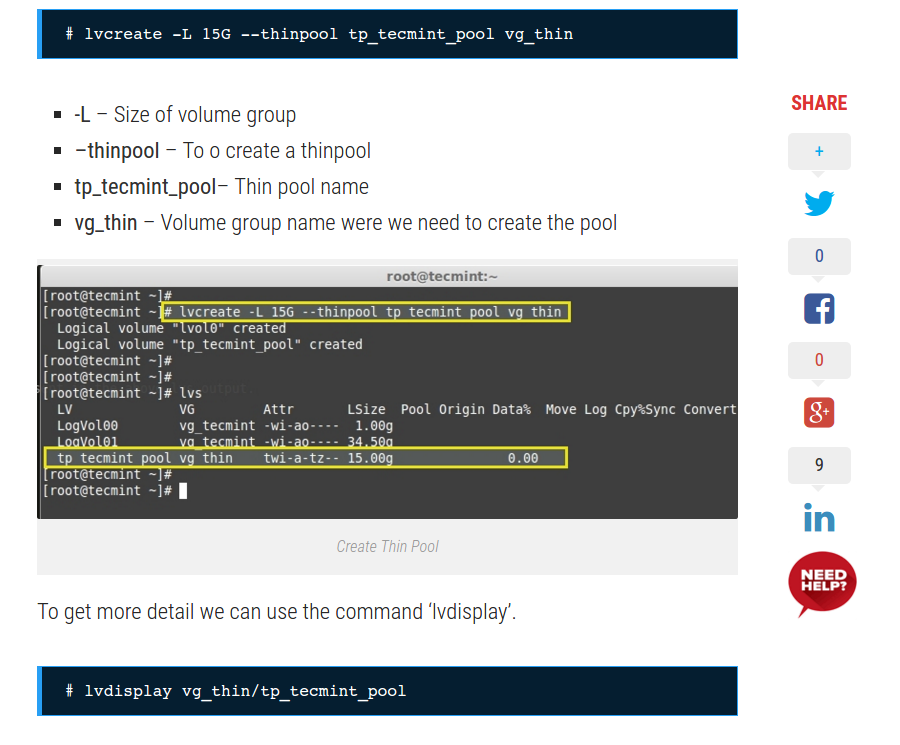 # lvcreate -L 15G --thinpool tp_tecmint_pool vg_thin
-L – Size of volume group
–thinpool – To o create a thinpool
tp_tecmint_pool– Thin pool name
vg_thin – Volume group name were we need to create the pool
root@tecmint:~
[root@tecmint ~]#
[root@tecmint ~]# lvcreate -L 15G --thinpool tp_tecmint_pool vg_thin
Logical volume "lvol0" created
Logical volume "tp_tecmint_pool" created
[root@tecmint ~]#
[root@tecmint ~]#
[root@tecmint ~]# lvs
LV VG Attr LSize Pool Origin Data% Move Log Cpy%Sync Convert
LogVol00 vg_tecmint -wi-ao---- 1.00g
LogVol01 vg_tecmint -wi-ao---- 34.50g
tp_tecmint_pool vg_thin twi-a-tz-- 15.00g 0.00
[root@tecmint ~]#
[root@tecmint ~]#
Create Thin Pool
To get more detail we can use the command ‘lvdisplay’.
# lvdisplay vg_thin/tp_tecmint_pool
SHARE
+
0
f
0
g+
9
in
NEED
HELP?